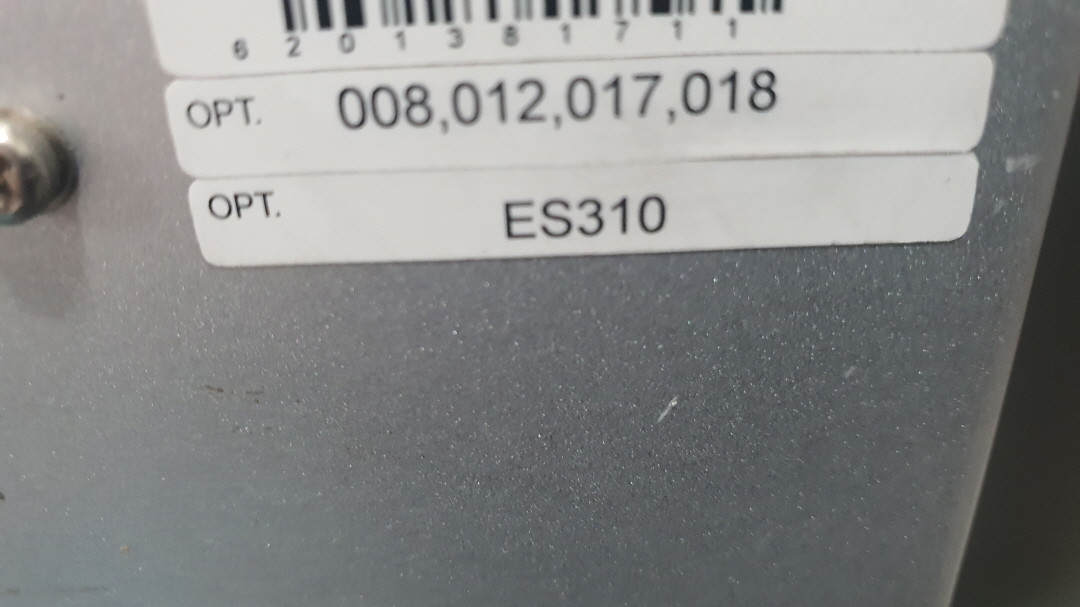 6 2 0 1 3 8 1 7 1 1
OPT. 008,012,017,018
OPT. ES310